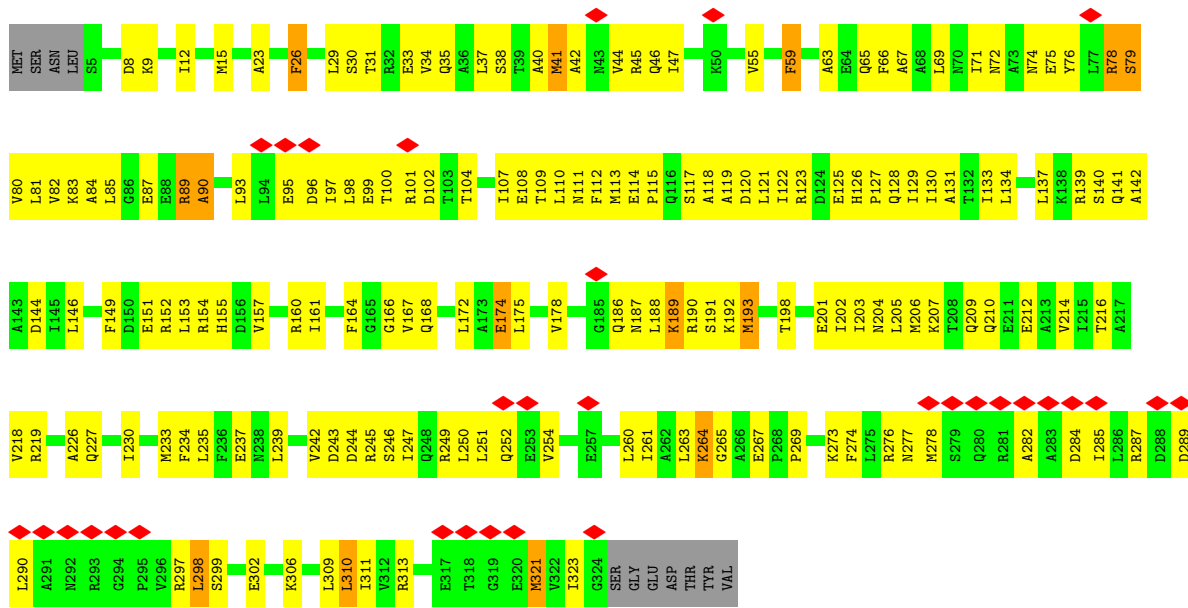 MET SER ASN LEU S5 D8 K9 I12 M15 A23 F26 L29 S30 T31 R32 E33 V34 Q35 A36 L37 S38 T39 A40 M41 A42 N43 V44 R45 Q46 I47 K50 V55 F59 A63 E64 Q65 F66 A67 A68 L69 N70 I71 N72 A73 N74 E75 Y76 L77 R78 S79
V80 L81 V82 K83 A84 L85 G86 E87 E88 R89 A90 L93 L94 E95 D96 I97 L98 E99 T100 R101 D102 T103 T104 I107 E108 T109 L110 N111 F112 M113 E114 P115 Q116 S117 A118 A119 D120 L121 I122 R123 D124 E125 H126 P127 Q128 I129 I130 A131 T132 I133 L134 L137 K138 R139 S140 Q141 A142
A143 D144 I145 L146 F149 D150 E151 R152 L153 R154 H155 D156 V157 R160 I161 F164 G165 G166 V167 Q168 L172 A173 E174 L175 V178 G185 Q186 N187 L188 K189 R190 S191 K192 M193 T198 E201 I202 I203 N204 L205 M206 K207 T208 Q209 Q210 E211 E212 A213 V214 I215 T216 A217
V218 R219 A226 Q227 I230 M233 F234 L235 F236 E237 N238 L239 V242 D243 D244 R245 S246 I247 Q248 R249 L250 L251 Q252 E253 V254 E257 L260 I261 A262 L263 K264 G265 A266 E267 P268 P269 K273 F274 L275 R276 N277 M278 S279 Q280 R281 A282 A283 D284 I285 L286 R287 D288 D289
L290 A291 N292 R293 G294 P295 V296 R297 L298 S299 E302 K306 L309 L310 I311 V312 R313 E317 T318 G319 E320 M321 V322 I323 G324 SER GLY GLU ASP THR TYR VAL